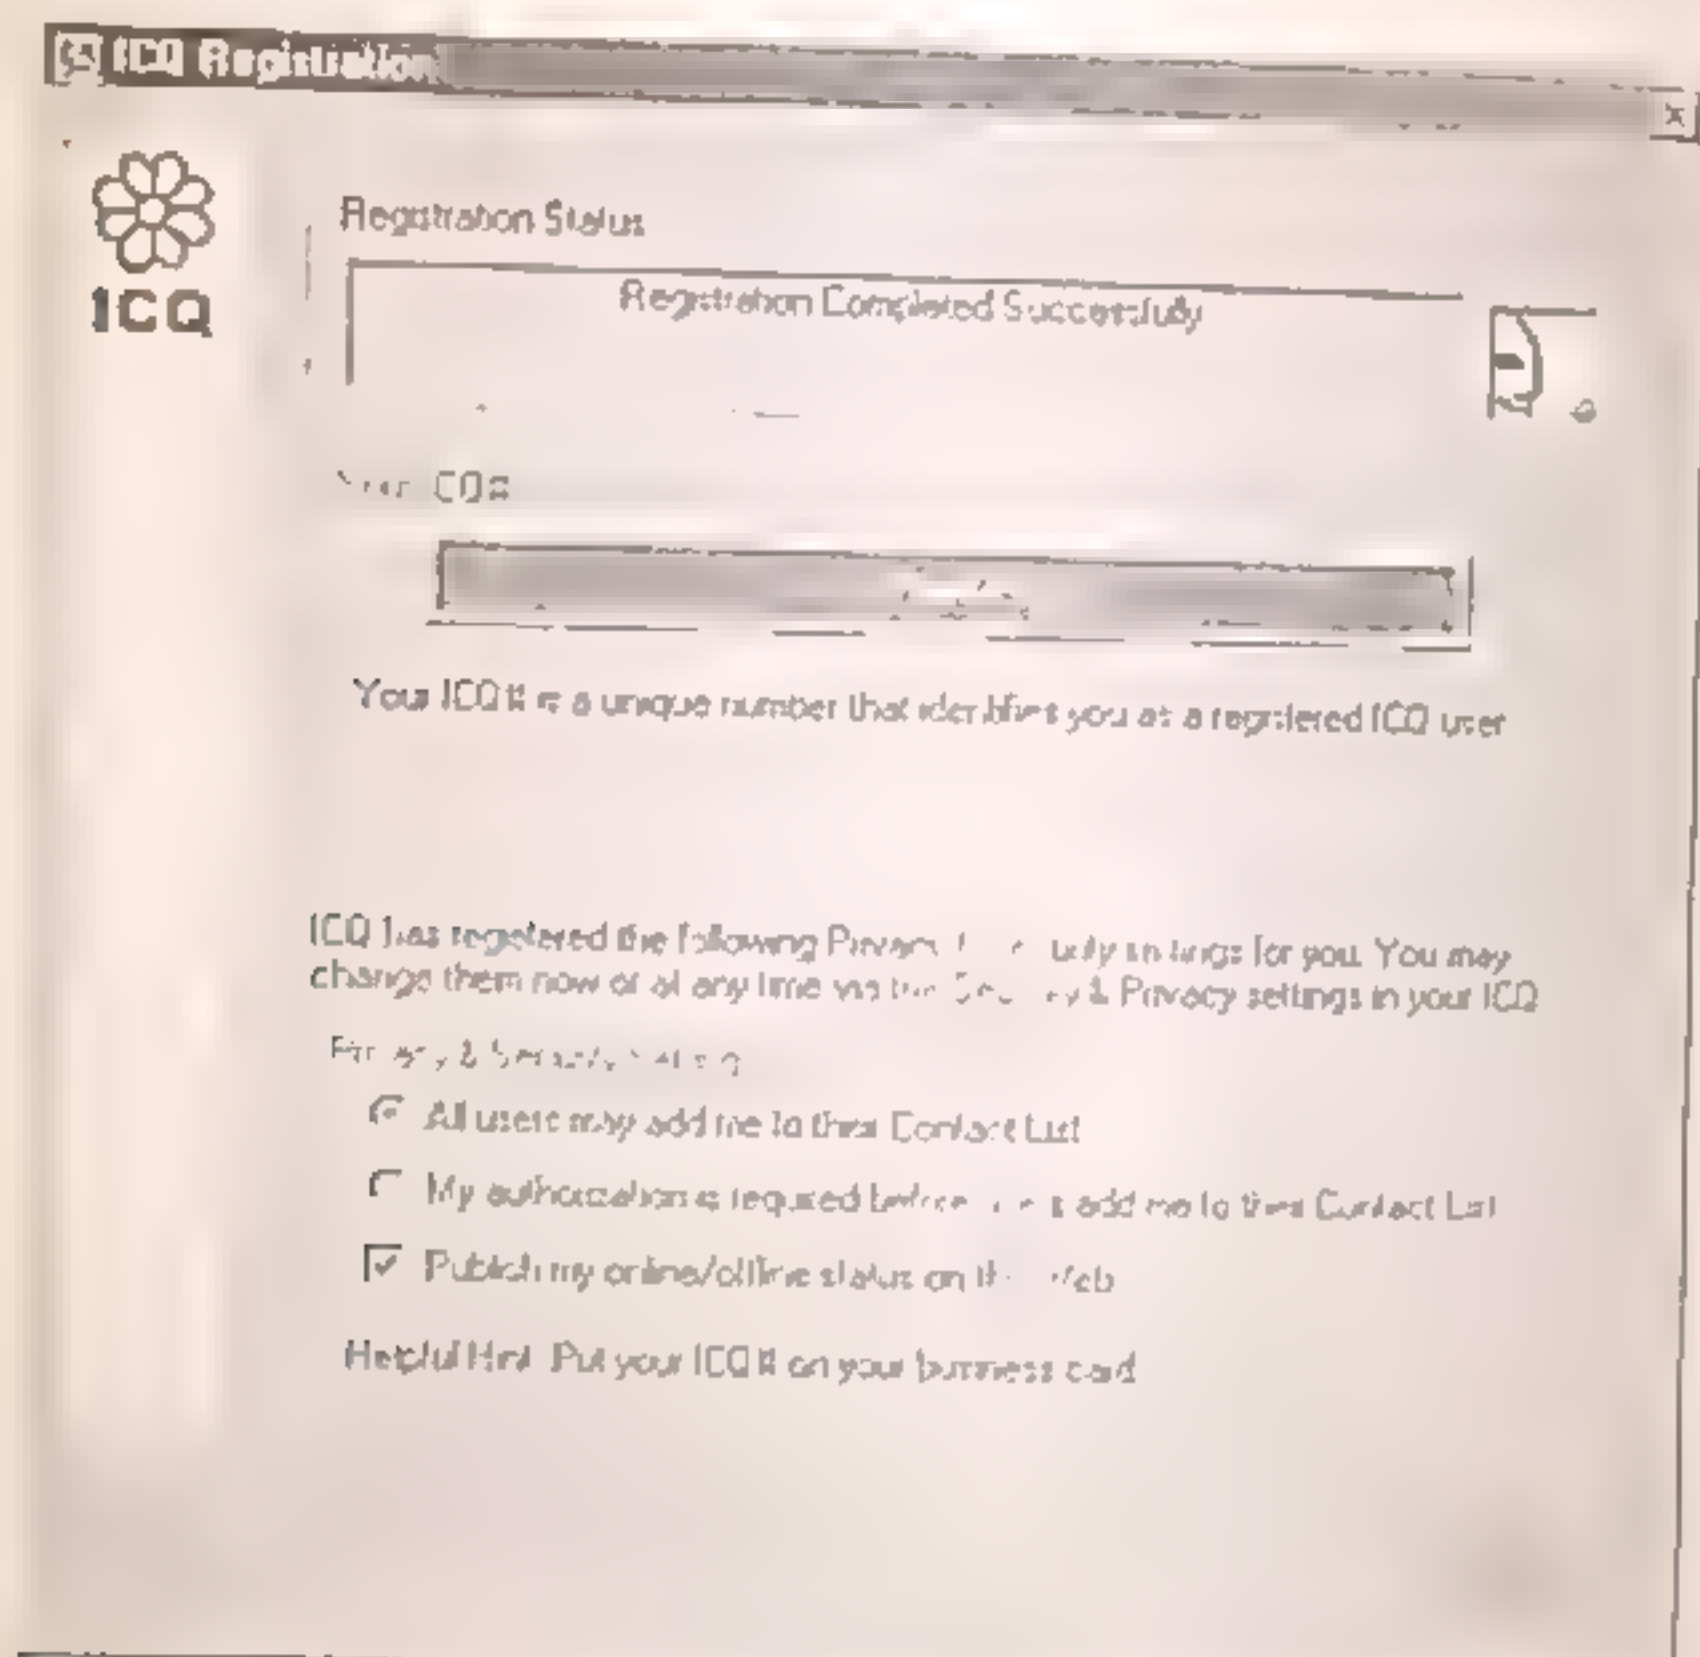 ICQ Registration
ICQ
Registration Status
Registration Completed Successfully
ICQ#
Your ICQ# is a unique number that identifies you as a registered ICQ user
ICQ has registered the following Privacy settings for you. You may
change them now or at any time via the & Privacy settings in your ICQ
&
All users may add me to their Contact List
My authorization is required before add me to their Contact List
Publish my online/offline status on the Web
Helpful Hint Put your ICQ# on your business card